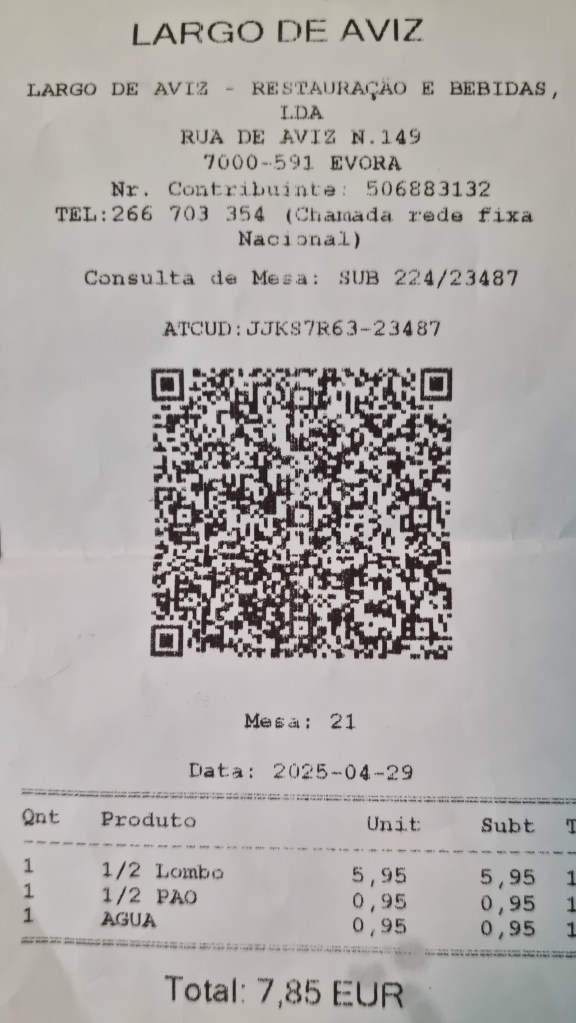 LARGO DE AVIZ
LARGO DE AVIZ - RESTAURAÇÃO E BEBIDAS,
LDA
RUA DE AVIZ N.149
7000-591 EVORA
Nr. Contribuinte: 506883132
TEL:266 703 354 (Chamada rede fixa
Nacional)
Consulta de Mesa: SUB 224/23487
ATCUD:JJKS7R63-23487
Mesa: 21
Data: 2025-04-29
Qnt Produto Unit Subt T
1 1/2 Lombo 5,95 5,95 1
1 1/2 PAO 0,95 0,95 1
1 AGUA 0,95 0,95 1
Total: 7,85 EUR